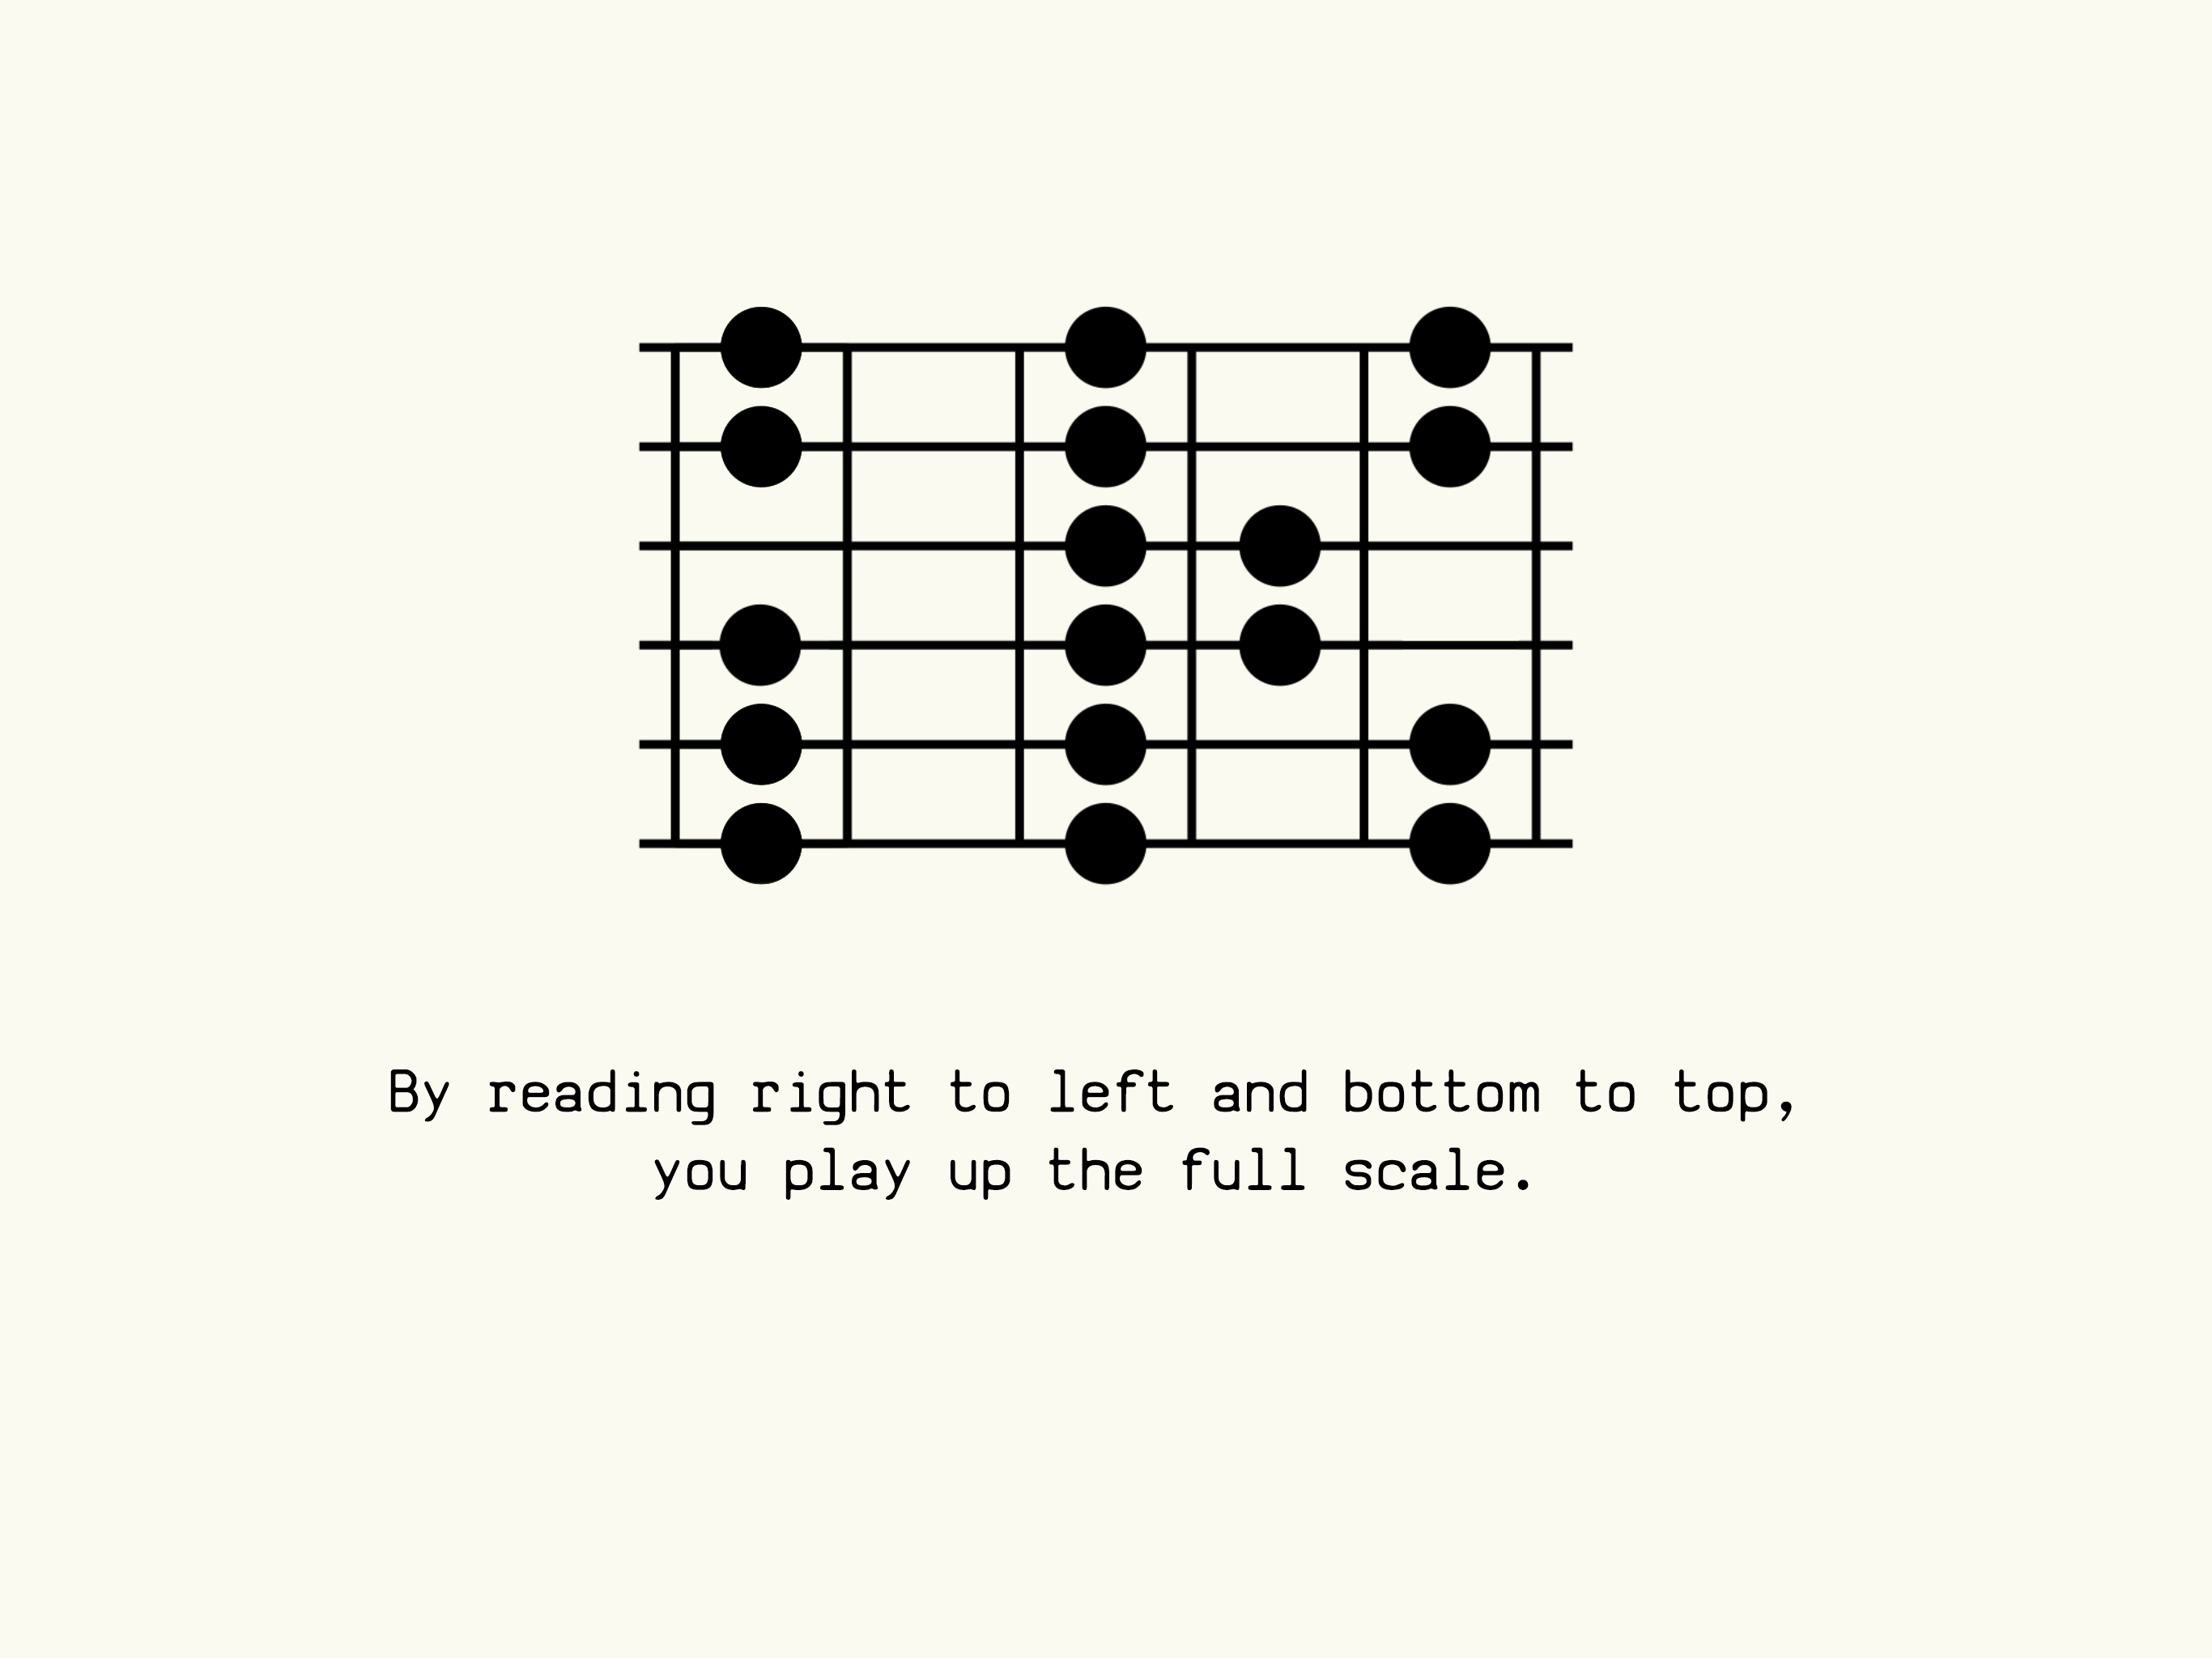 By reading right to left and bottom to top,
you play up the full scale.